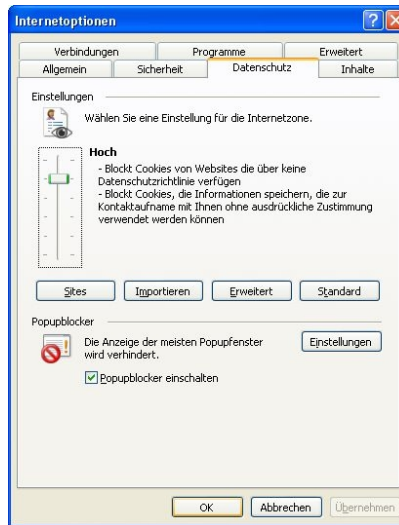 Internetoptionen
Verbindungen Programme Erweitert
Allgemein Sicherheit Datenschutz Inhalte
Einstellungen
Wählen Sie eine Einstellung für die Internetzone.
Hoch
- Blockt Cookies von Websites die über keine
Datenschutzrichtlinie verfügen
- Blockt Cookies, die Informationen speichern, die zur
Kontaktaufname mit Ihnen ohne ausdrückliche Zustimmung
verwendet werden können
Sites Importieren Erweitert Standard
Popupblocker
Die Anzeige der meisten Popupfenster
wird verhindert.
Einstellungen
Popupblocker einschalten
OK Abbrechen Übernehmen